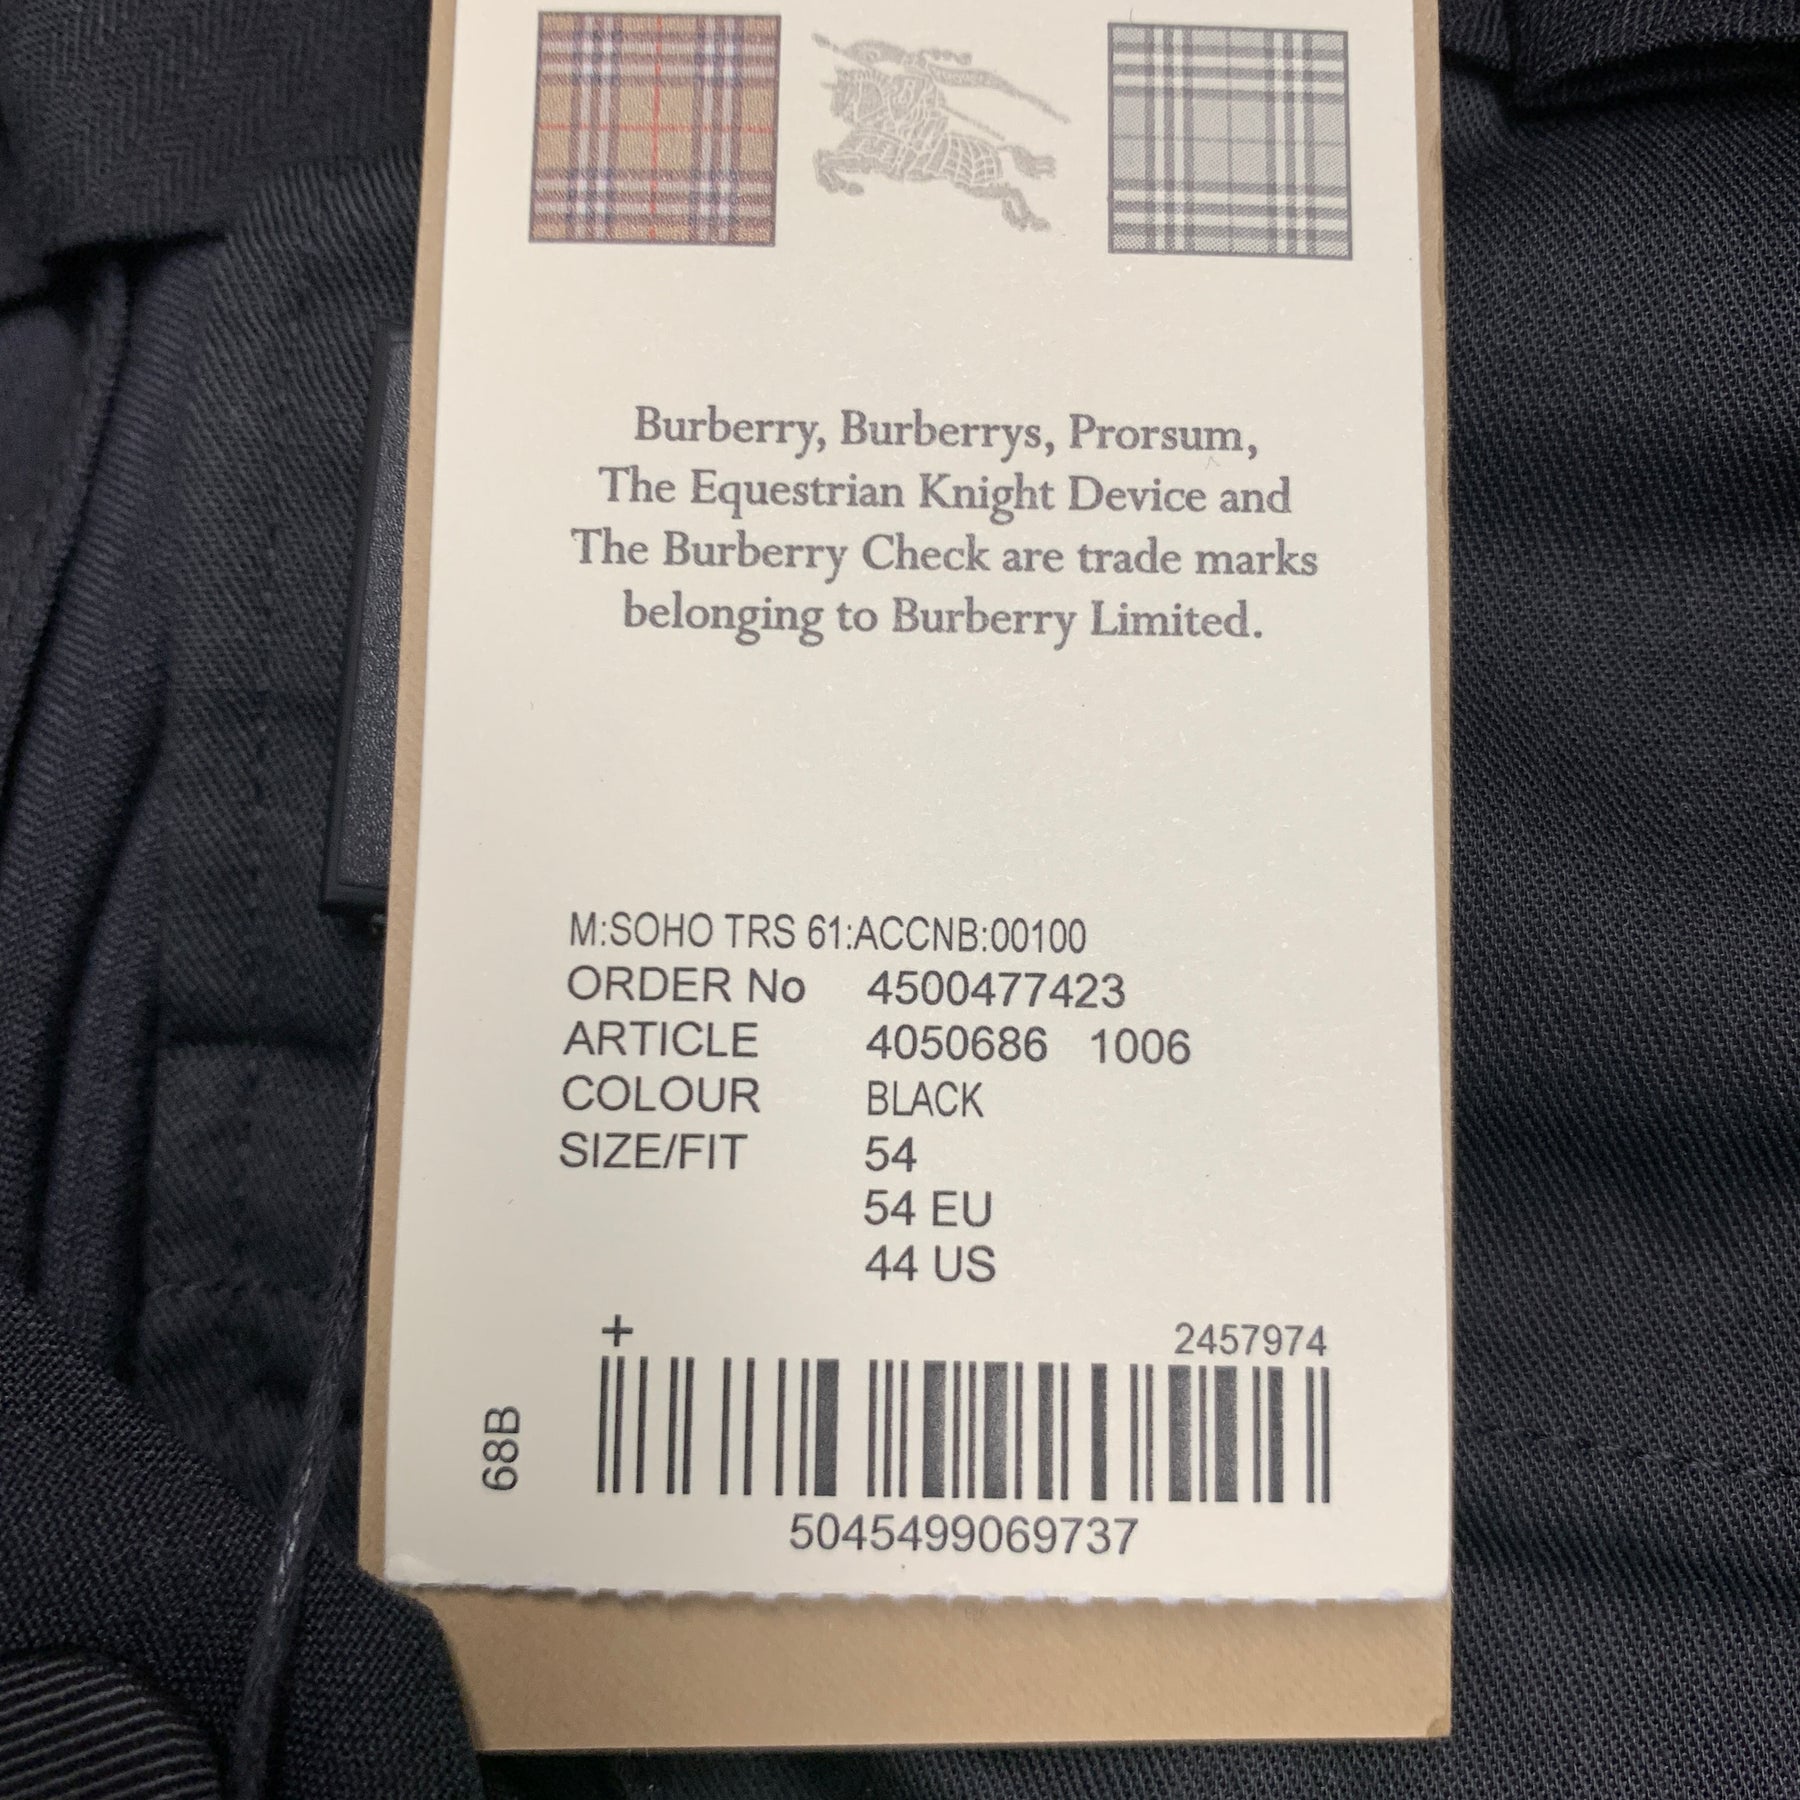 Burberry, Burberrys, Prorsum,
The Equestrian Knight Device and
The Burberry Check are trade marks
belonging to Burberry Limited.
M:SOHO TRS 61:ACCNB:00100
ORDER No 4500477423
ARTICLE 4050686 1006
COLOUR BLACK
SIZE/FIT 54
54 EU
44 US
+ 2457974
68B
5045499069737